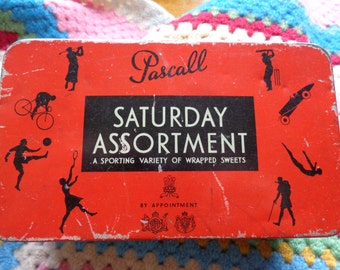 Pascall
SATURDAY
ASSORTMENT
A SPORTING VARIETY OF WRAPPED SWEETS
BY APPOINTMENT